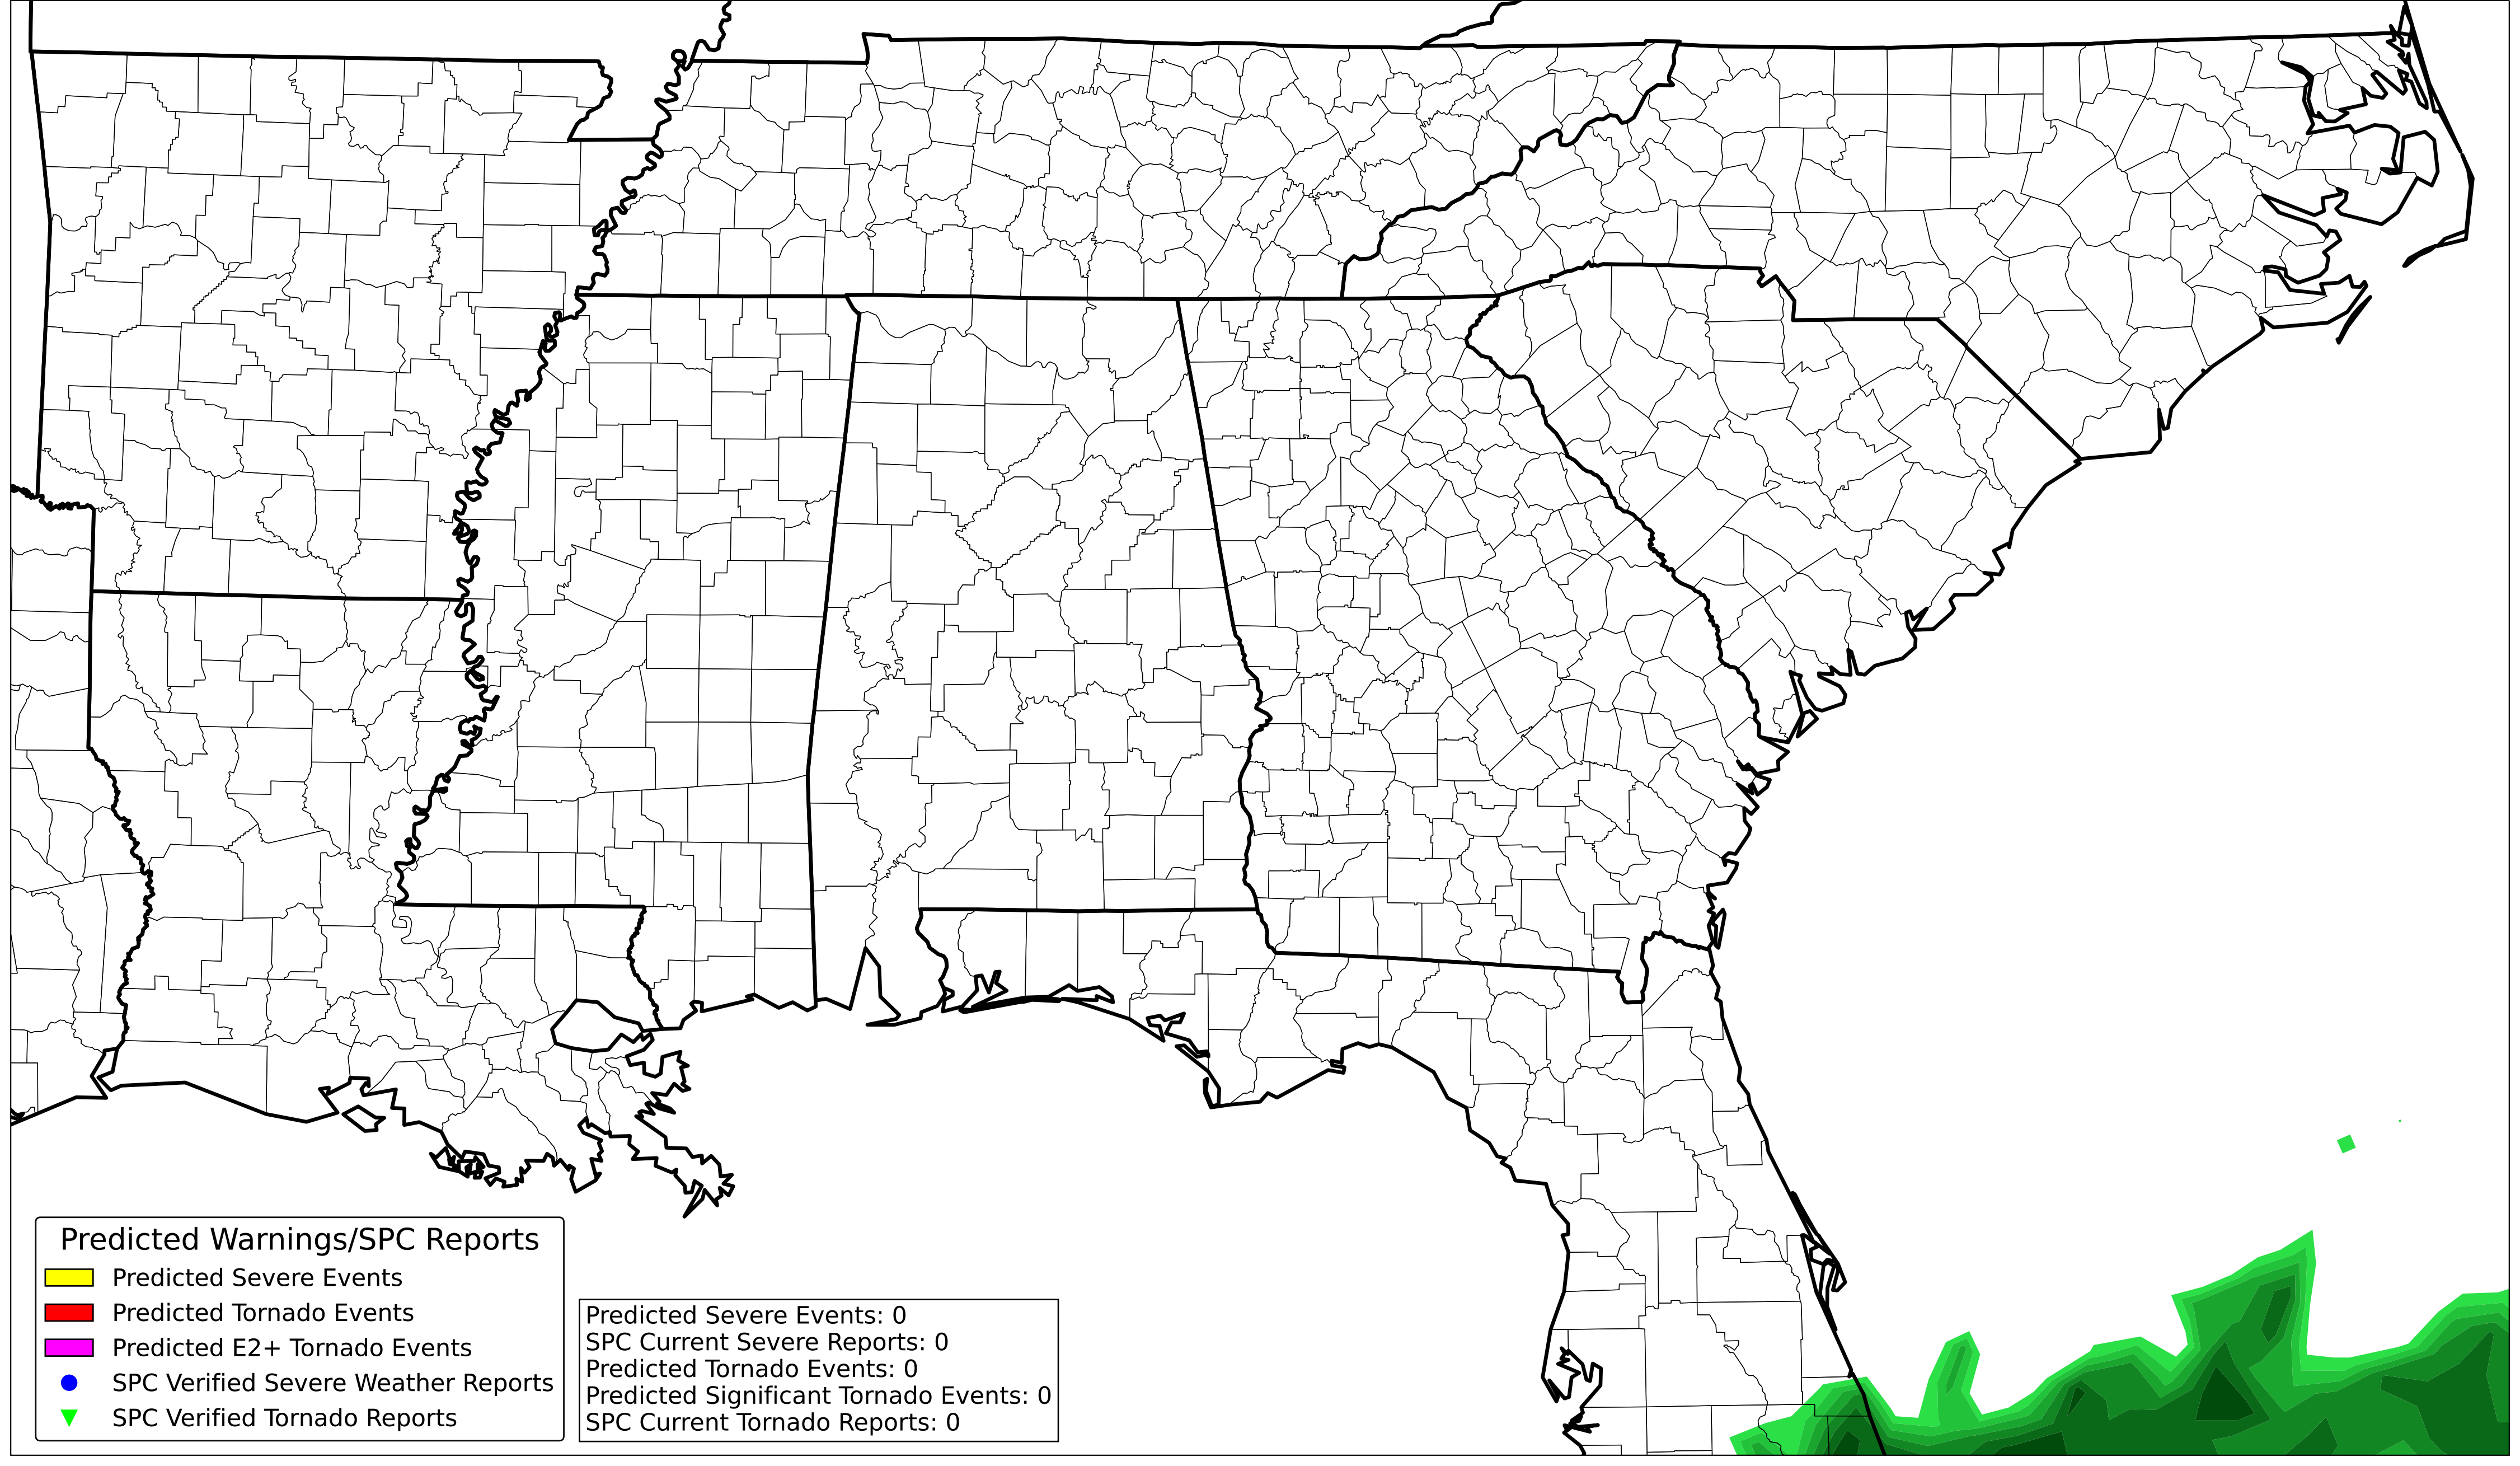 Predicted Warnings/SPC Reports
Predicted Severe Events
Predicted Tornado Events
Predicted E2+ Tornado Events
SPC Verified Severe Weather Reports
SPC Verified Tornado Reports
Predicted Severe Events: 0
SPC Current Severe Reports: 0
Predicted Tornado Events: 0
Predicted Significant Tornado Events: 0
SPC Current Tornado Reports: 0